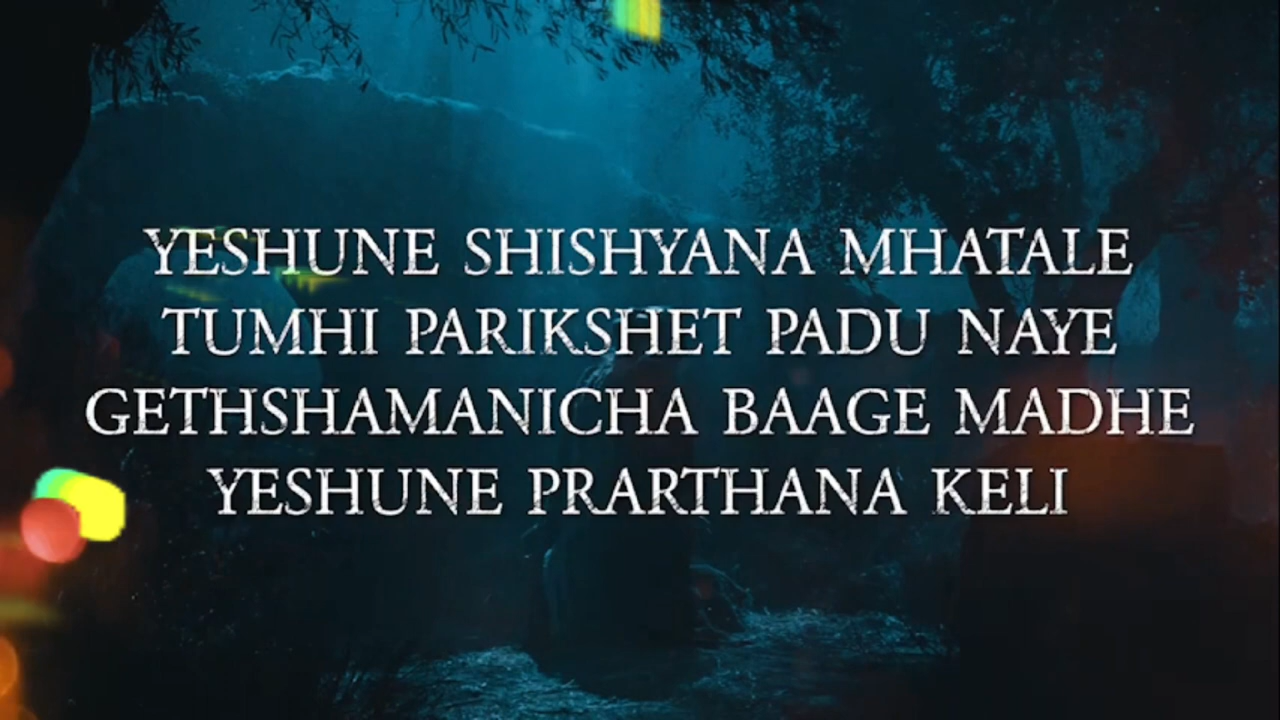 YESHUNE SHISHYANA MHATALE
TUMHI PARIKSHET PADU NAYE
GETHSHAMANICHA BAAGE MADHE
YESHUNE PRARTHANA KELI